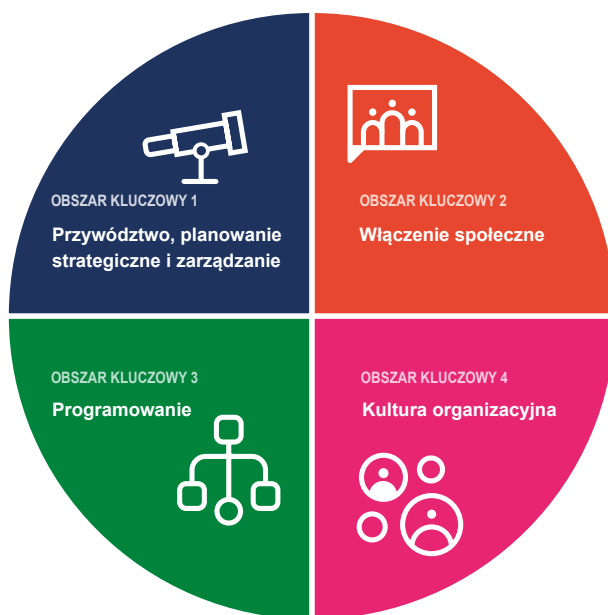 OBSZAR KLUCZOWY 1
Przywództwo, planowanie
strategiczne i zarządzanie
OBSZAR KLUCZOWY 2
Włączenie społeczne
OBSZAR KLUCZOWY 3
Programowanie
OBSZAR KLUCZOWY 4
Kultura organizacyjna